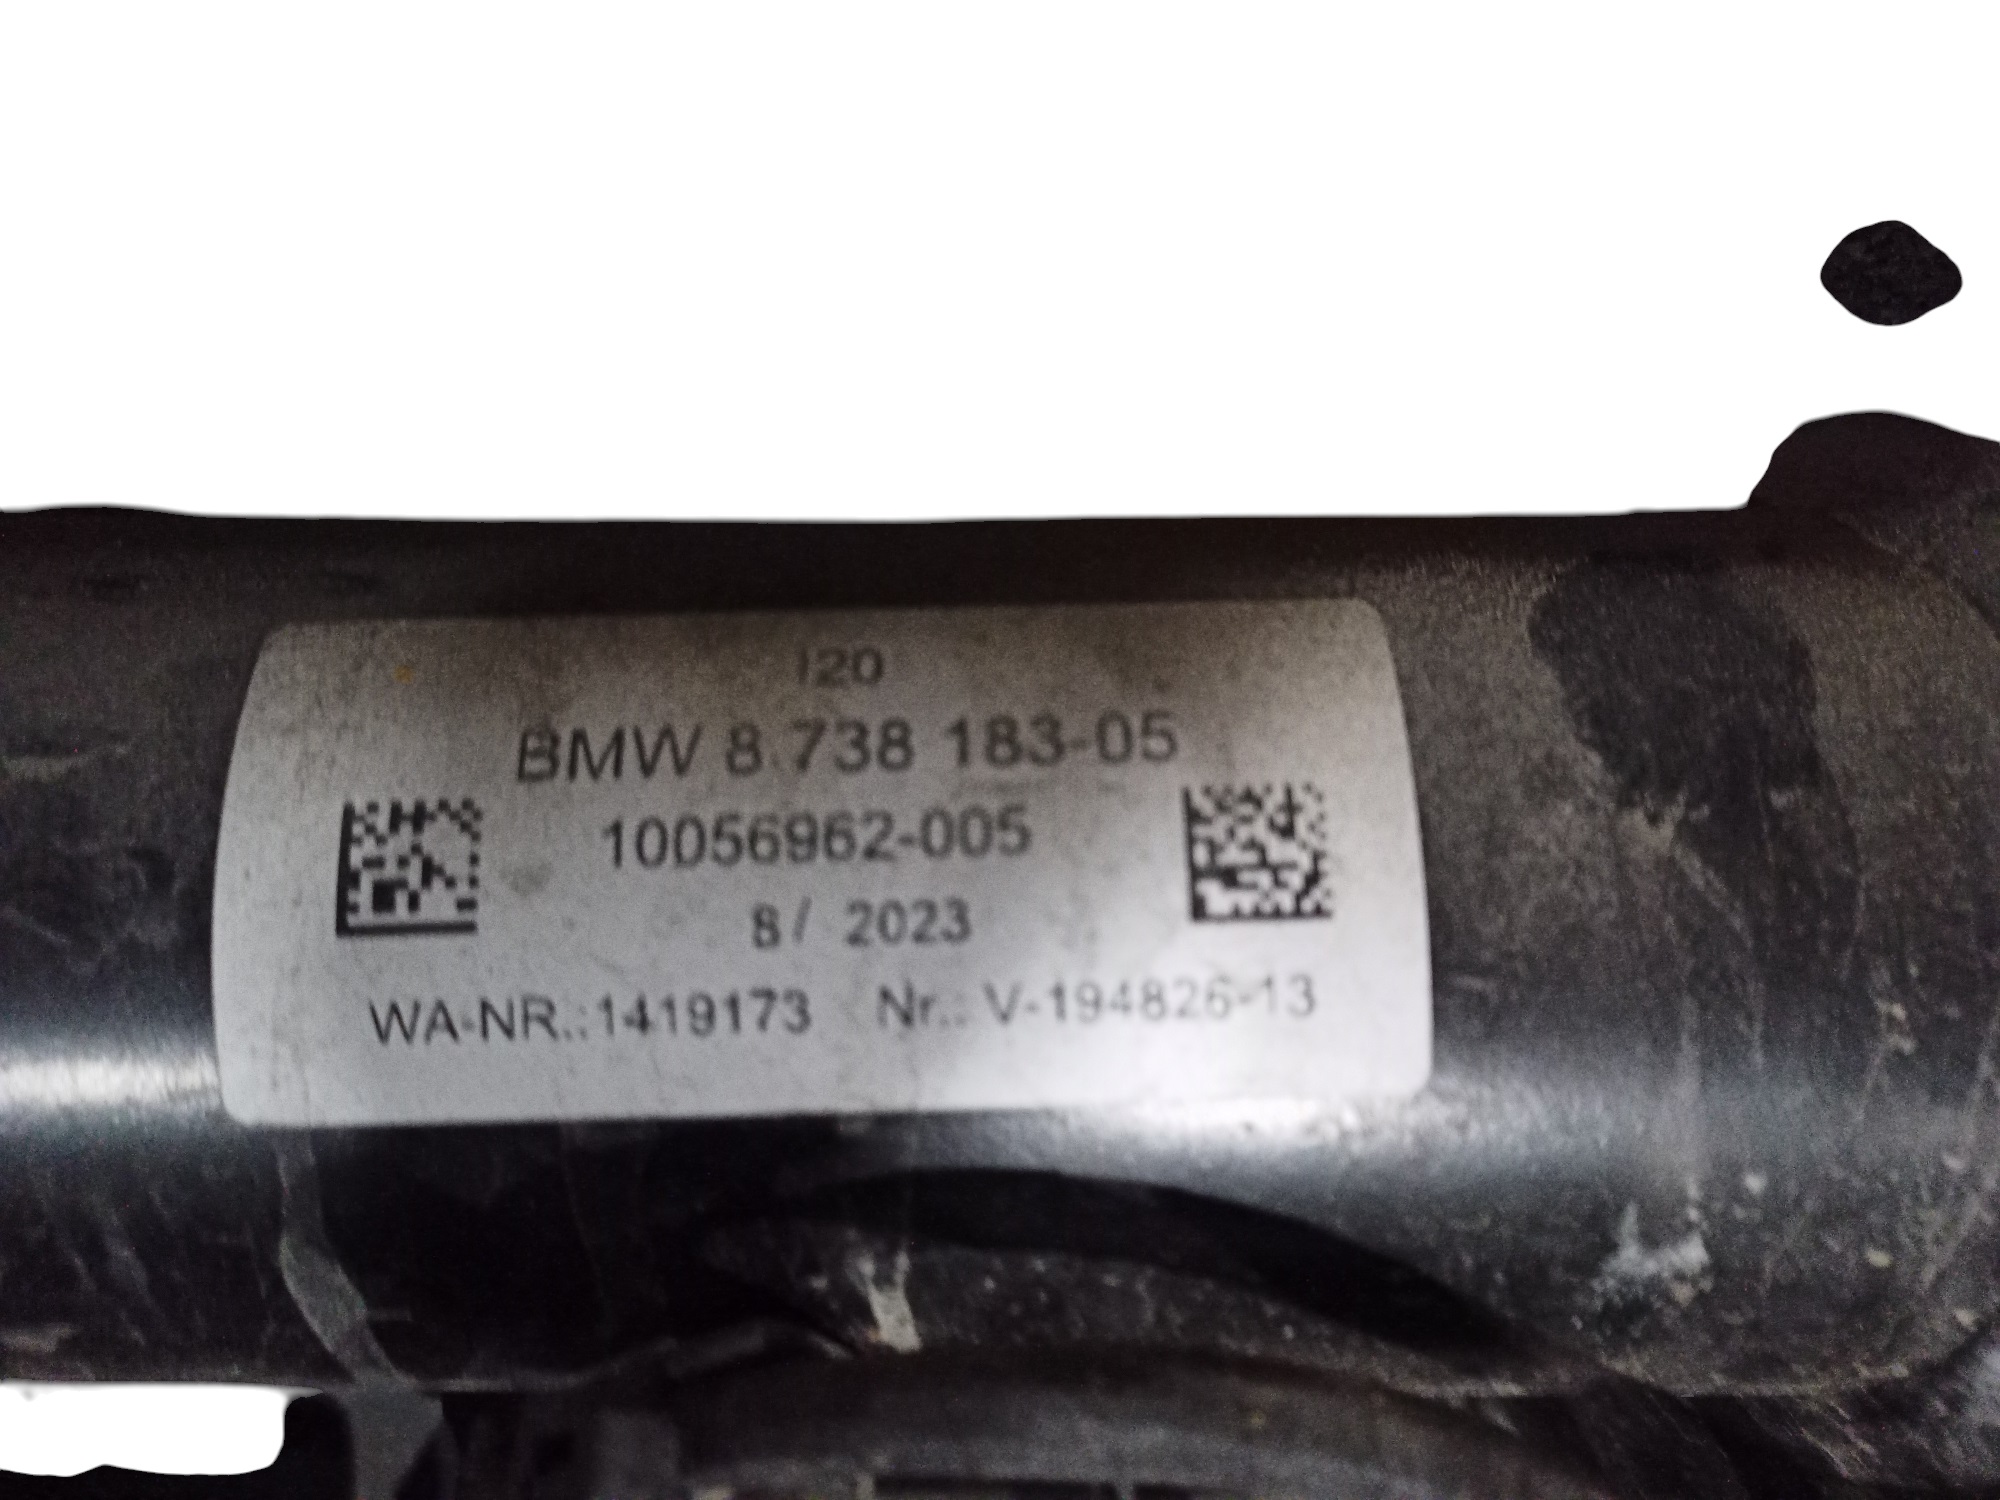 I20
BMW 8.738 183-05
10056962-005
8/ 2023
WA-NR.:1419173 Nr.: V-194826-13